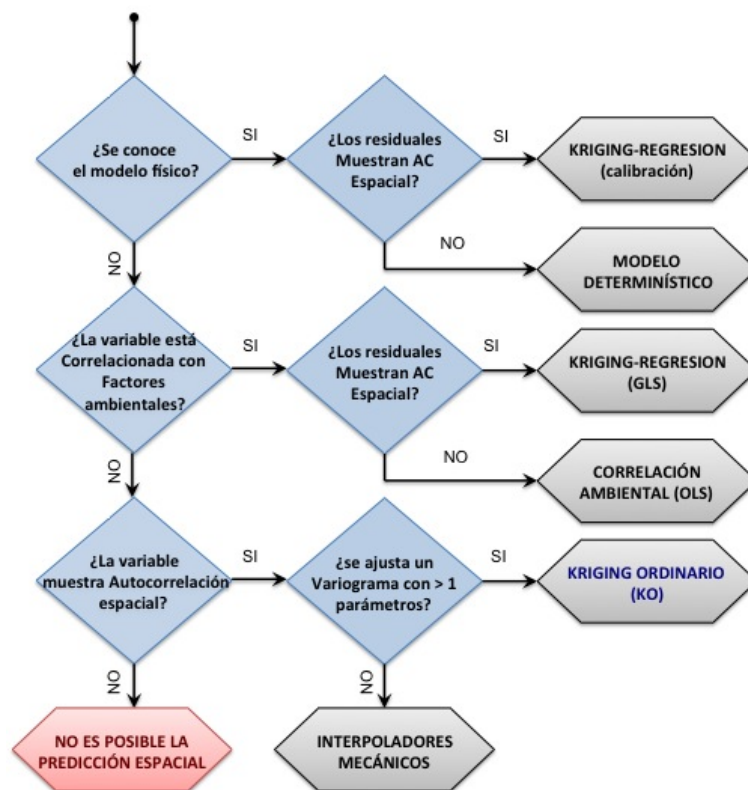 ¿Se conoce
el modelo físico?
SI
¿Los residuales
Muestran AC
Espacial?
SI
KRIGING-REGRESION
(calibración)
NO
MODELO
DETERMINÍSTICO
NO
¿La variable está
Correlacionada con
Factores
ambientales?
SI
¿Los residuales
Muestran AC
Espacial?
SI
KRIGING-REGRESION
(GLS)
NO
CORRELACIÓN
AMBIENTAL (OLS)
NO
¿La variable
muestra Autocorrelación
espacial?
SI
¿se ajusta un
Variograma con > 1
parámetros?
SI
KRIGING ORDINARIO
(KO)
NO
NO ES POSIBLE LA
PREDICCIÓN ESPACIAL
NO
INTERPOLADORES
MECÁNICOS